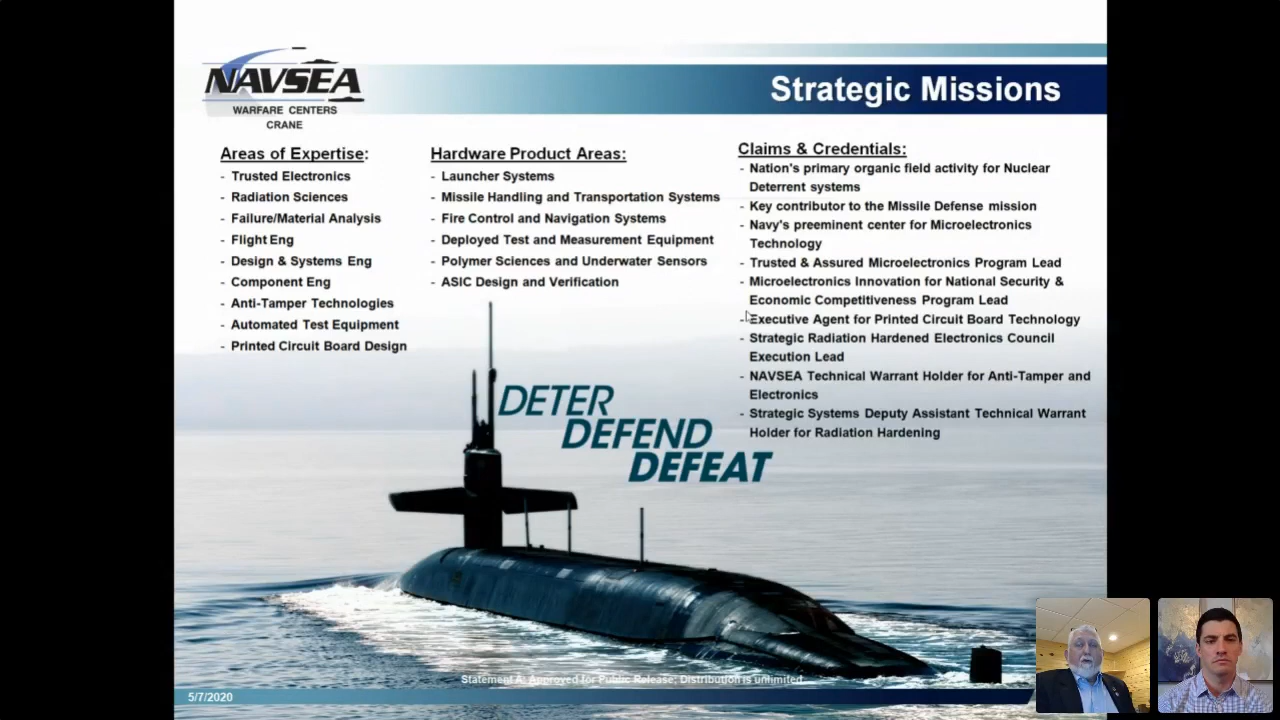 NAVSEA
WARFARE CENTERS
CRANE
Strategic Missions
Areas of Expertise:
- Trusted Electronics
- Radiation Sciences
- Failure/Material Analysis
- Flight Eng
- Design & Systems Eng
- Component Eng
- Anti-Tamper Technologies
- Automated Test Equipment
- Printed Circuit Board Design
Hardware Product Areas:
- Launcher Systems
- Missile Handling and Transportation Systems
- Fire Control and Navigation Systems
- Deployed Test and Measurement Equipment
- Polymer Sciences and Underwater Sensors
- ASIC Design and Verification
Claims & Credentials:
- Nation's primary organic field activity for Nuclear
Deterrent systems
- Key contributor to the Missile Defense mission
- Navy's preeminent center for Microelectronics
Technology
- Trusted & Assured Microelectronics Program Lead
- Microelectronics Innovation for National Security &
Economic Competitiveness Program Lead
- Executive Agent for Printed Circuit Board Technology
- Strategic Radiation Hardened Electronics Council
Execution Lead
- NAVSEA Technical Warrant Holder for Anti-Tamper and
Electronics
- Strategic Systems Deputy Assistant Technical Warrant
Holder for Radiation Hardening
DETER
DEFEND
DEFEAT
Statement A: Approved for Public Release; Distribution is unlimited
5/7/2020